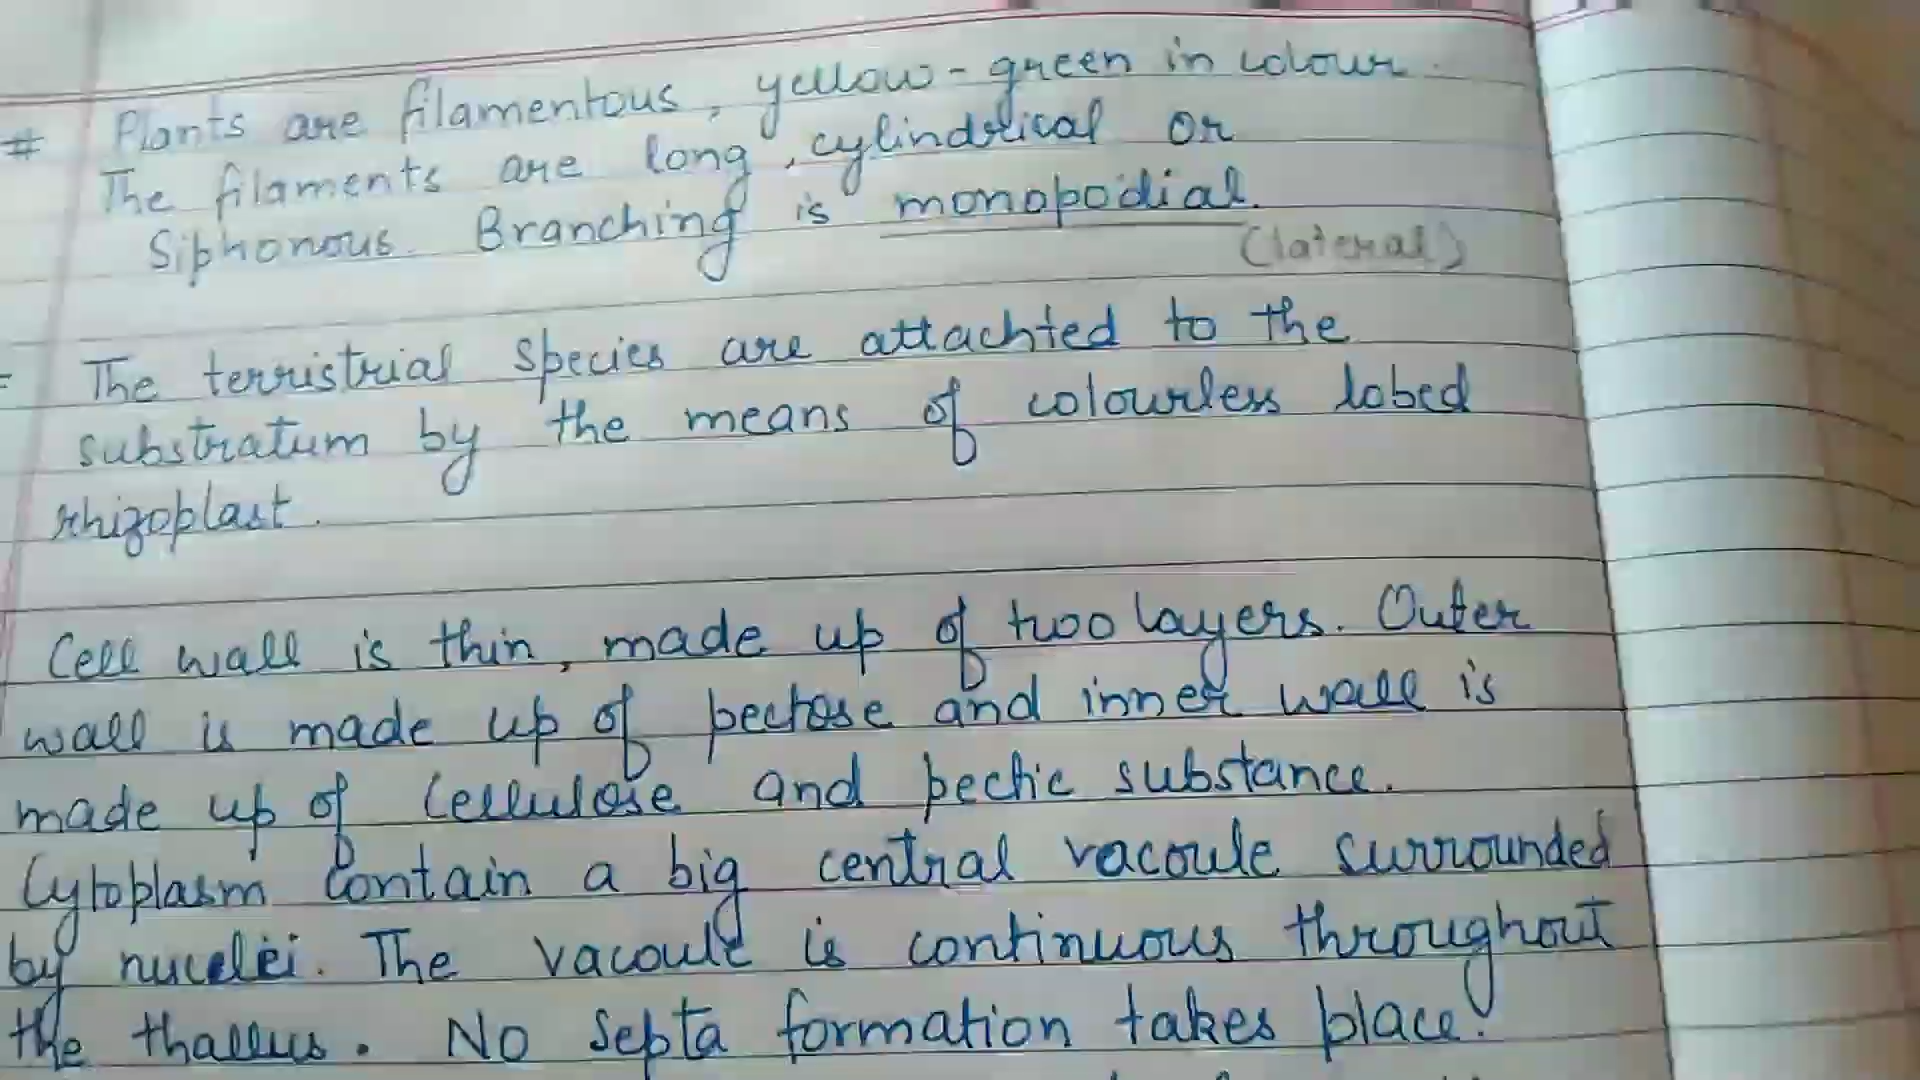 # Plants are filamentous, yellow-green in colour.
The filaments are long, cylindrical or
Siphonous. Branching is monopodial.
(lateral)
The terristrial species are attachted to the
substratum by the means of colourless lobed
rhizoplast.
Cell wall is thin, made up of two layers. Outer
wall is made up of pectose and inner wall is
made up of Cellulose and pectic substance.
Cytoplasm contain a big central vacoule surrounded
by nucelei. The vacoule is continuous throughout
the thallus. No septa formation takes place.